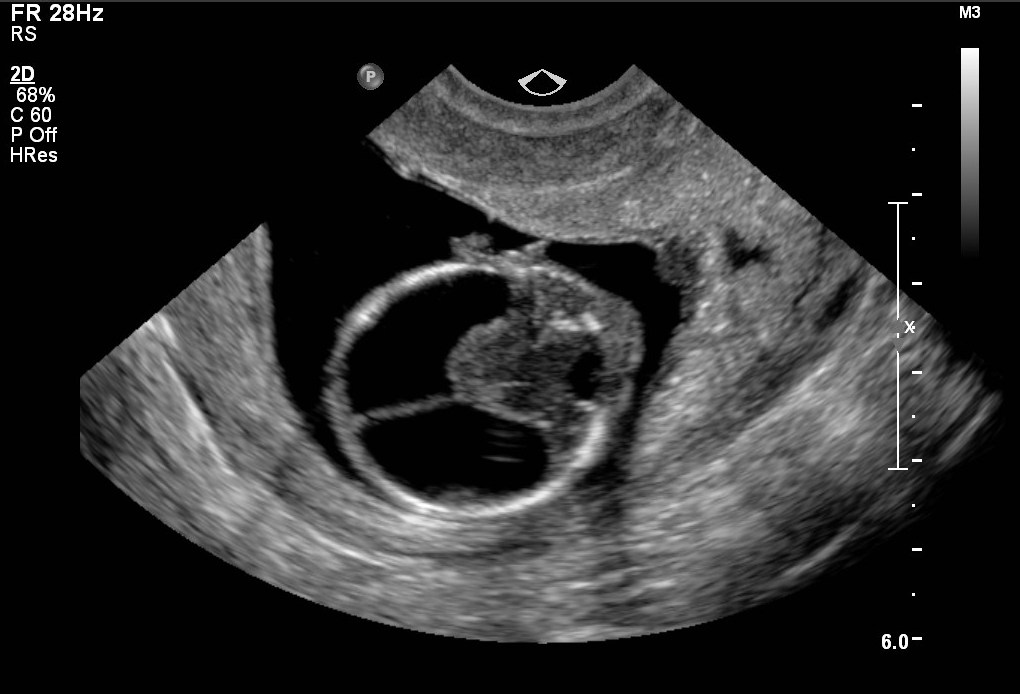 FR 28Hz
RS
2D
68%
C 60
P Off
HRes
P
M3
X
6.0